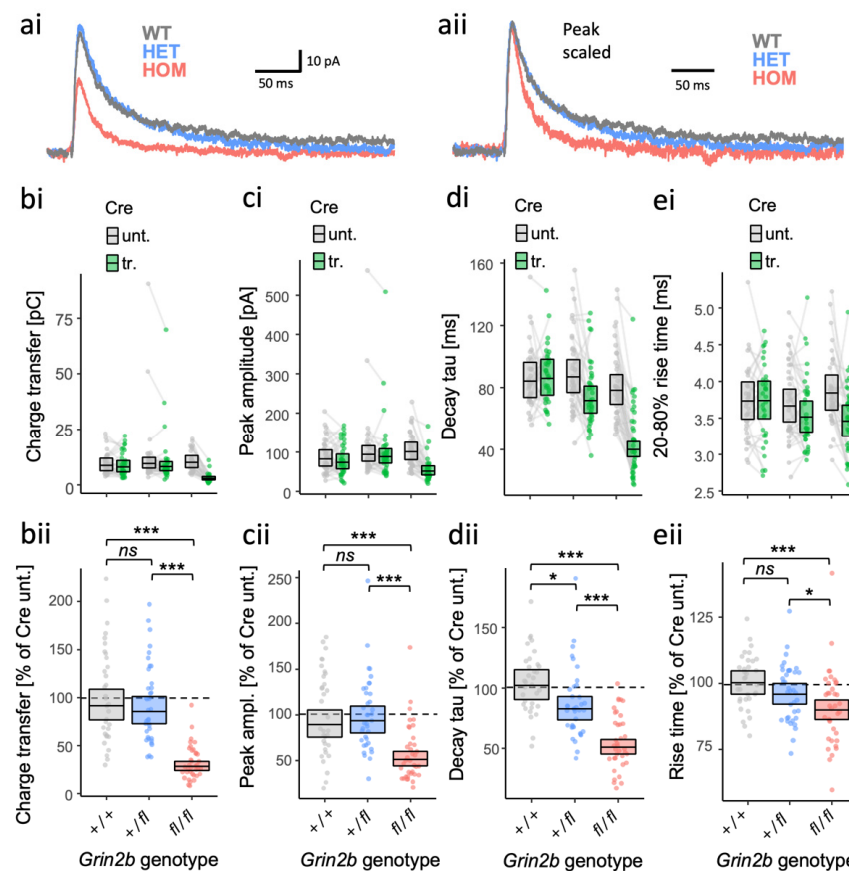 ai
WT
HET
HOM
10 pA
50 ms
aii
Peak
scaled
WT
HET
HOM
50 ms
bi
Cre
unt.
tr.
Charge transfer [pC]
75
50
25
0
ci
Cre
unt.
tr.
Peak amplitude [pA]
500
400
300
200
100
0
di
Cre
unt.
tr.
Decay tau [ms]
160
120
80
40
ei
Cre
unt.
tr.
20-80% rise time [ms]
5.0
4.5
4.0
3.5
3.0
2.5
bii
***
ns
***
Charge transfer [% of Cre unt.]
200
150
100
50
30
0
+/+
+/fl
fl/fl
Grin2b genotype
cii
***
ns
***
Peak ampl. [% of Cre unt.]
250
200
150
100
50
+/+
+/fl
fl/fl
Grin2b genotype
dii
***
*
***
Decay tau [% of Cre unt.]
150
100
50
+/+
+/fl
fl/fl
Grin2b genotype
eii
***
ns
*
Rise time [% of Cre unt.]
125
100
75
+/+
+/fl
fl/fl
Grin2b genotype